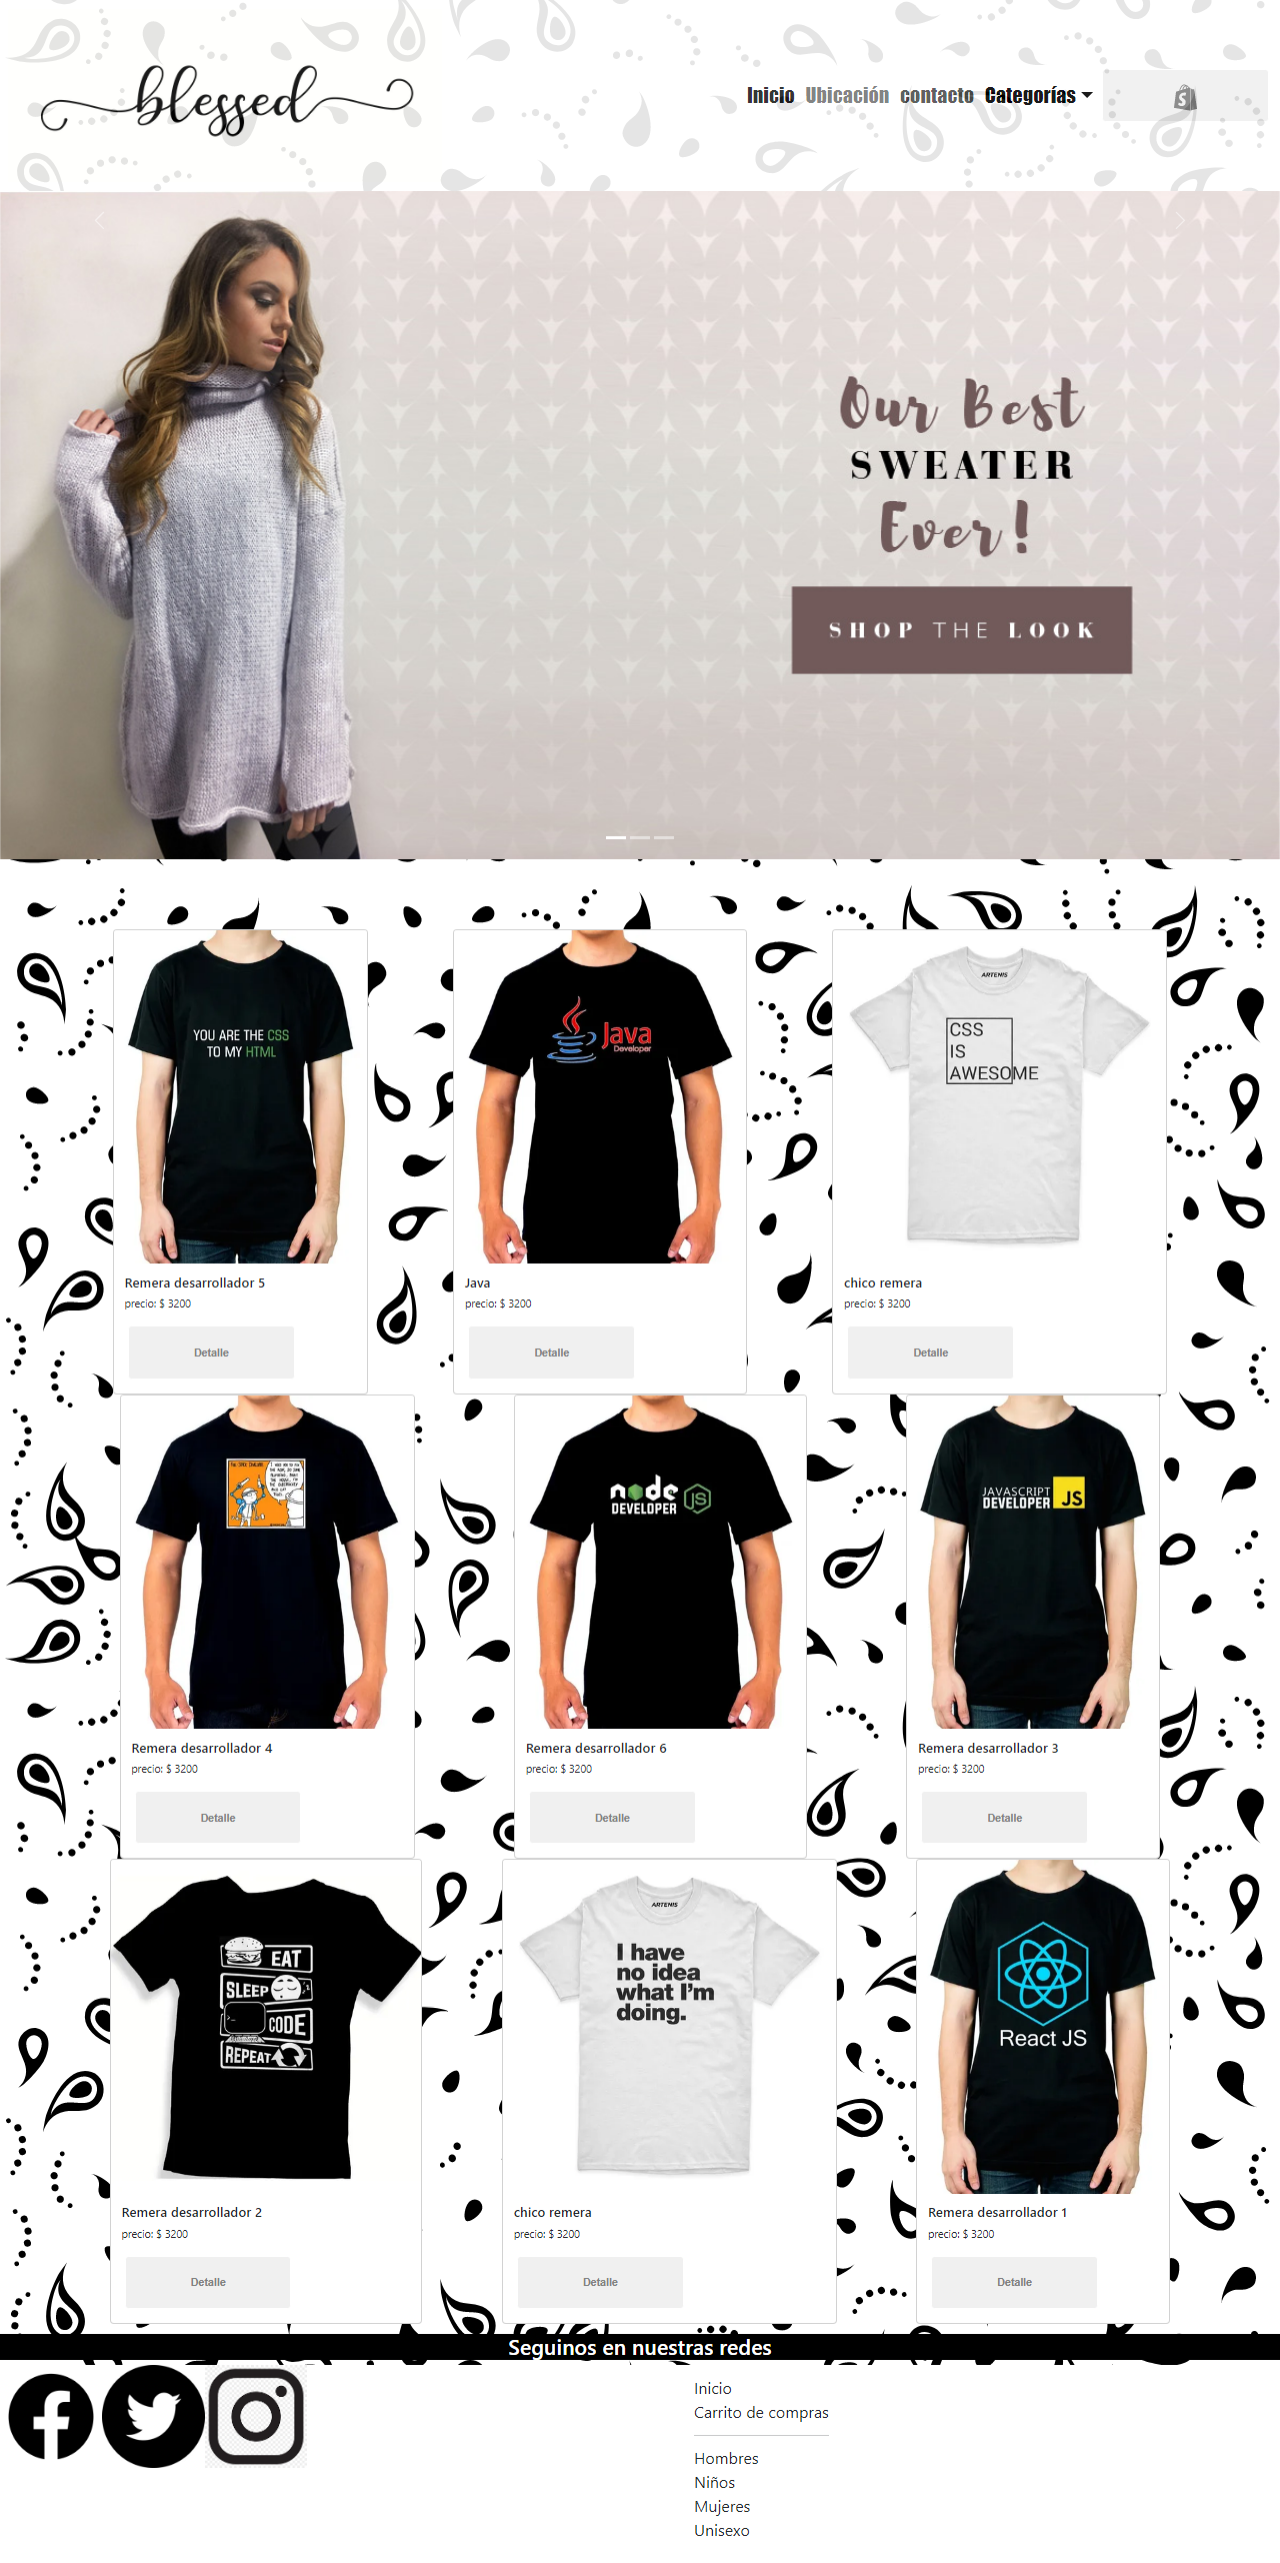 blessed
Inicio Ubicación contacto Categorías
Our Best
SWEATER
Ever!
SHOP THE LOOK
YOU ARE THE CSS
TO MY HTML
Java
Developer
ARTENIS
CSS
IS
AWESOME
Remera desarrollador 5
precio: $ 3200
Detalle
Java
precio: $ 3200
Detalle
chico remera
precio: $ 3200
Detalle
node
DEVELOPER JS
JAVASCRIPT
DEVELOPER JS
Remera desarrollador 4
precio: $ 3200
Detalle
Remera desarrollador 6
precio: $ 3200
Detalle
Remera desarrollador 3
precio: $ 3200
Detalle
EAT
SLEEP
CODE
REPEAT
ARTENIS
I have
no idea
what I'm
doing.
React JS
Remera desarrollador 2
precio: $ 3200
Detalle
chico remera
precio: $ 3200
Detalle
Remera desarrollador 1
precio: $ 3200
Detalle
Seguinos en nuestras redes
Inicio
Carrito de compras
Hombres
Niños
Mujeres
Unisexo